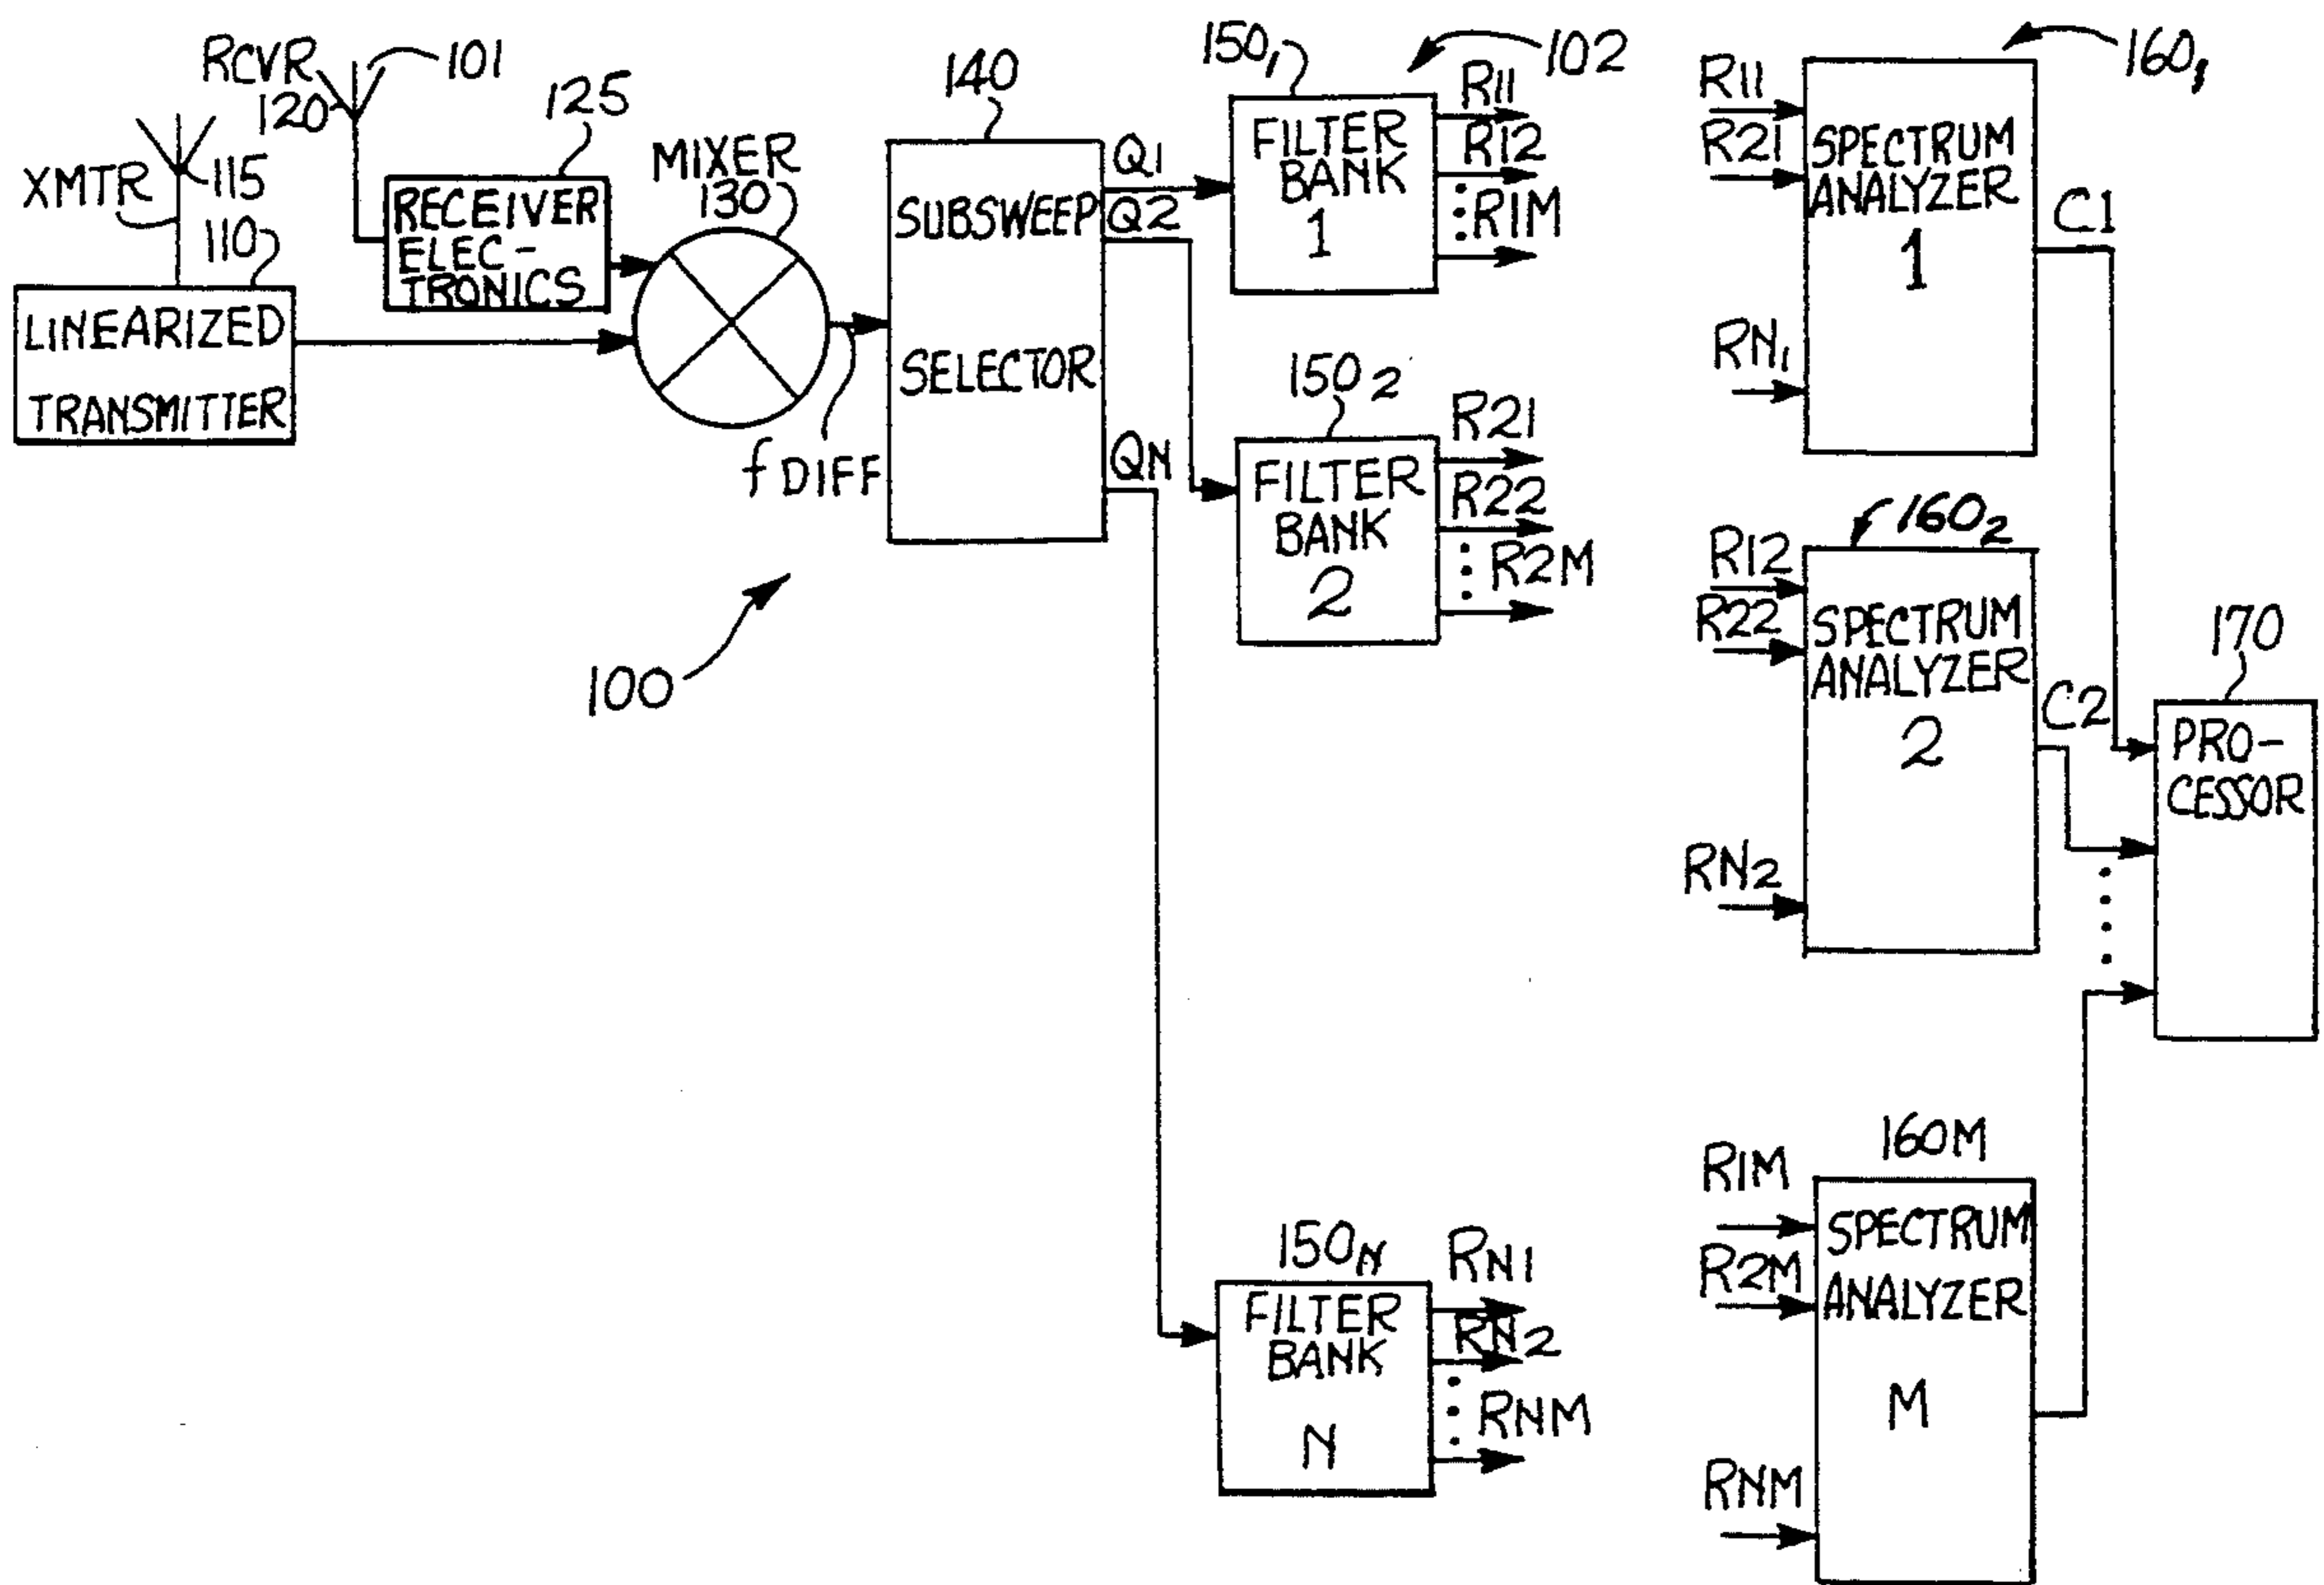 RCVR
120
101
XMTR
115
110
LINEARIZED
TRANSMITTER
125
RECEIVER
ELEC-
TRONICS
MIXER
130
f DIFF
140
SUBSWEEP
SELECTOR
Q1
Q2
QN
100
150₁
102
FILTER
BANK
1
R11
R12
R1M
150₂
FILTER
BANK
2
R21
R22
R2M
150N
FILTER
BANK
N
RN1
RN2
RNM
160₁
R11
R21
RN₁
SPECTRUM
ANALYZER
1
C1
160₂
R12
R22
RN₂
SPECTRUM
ANALYZER
2
C2
170
PRO-
CESSOR
160M
R1M
R2M
RNM
SPECTRUM
ANALYZER
M